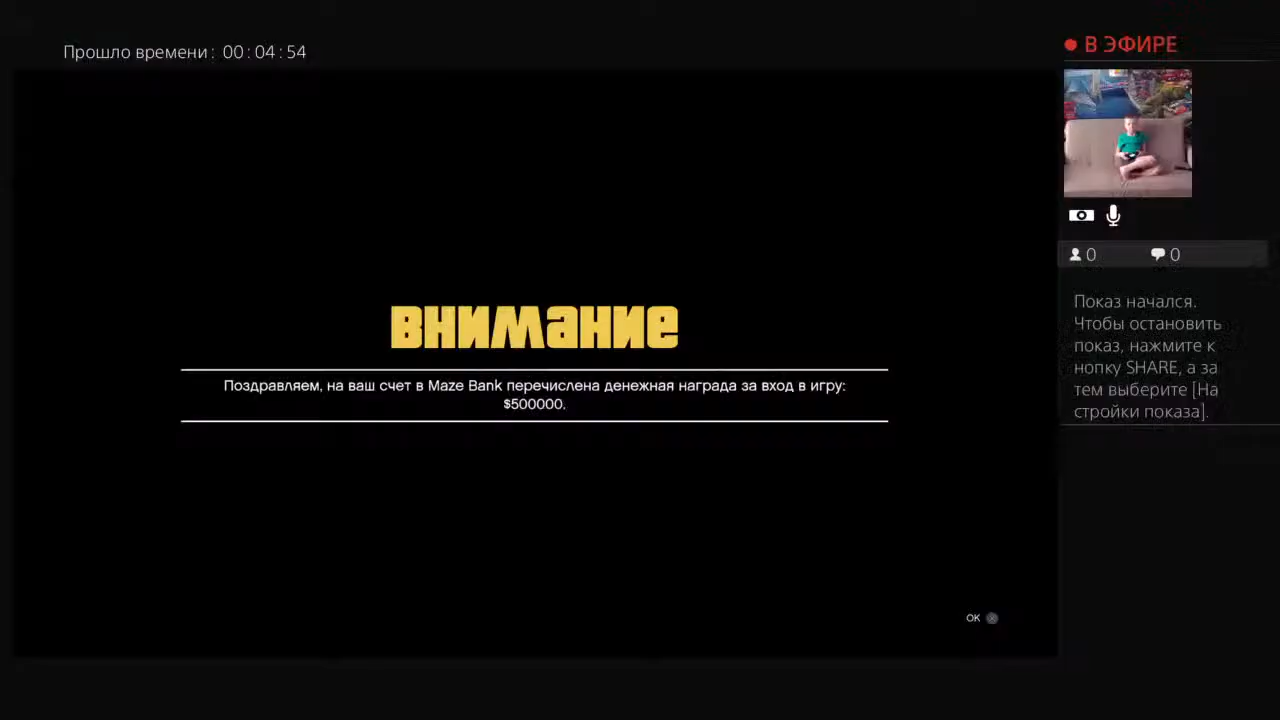 Прошло времени: 00:04:54
В ЭФИРЕ
0 0
Показ начался.
Чтобы остановить
показ, нажмите к
нопку SHARE, а за
тем выберите [На
стройки показа].
внимание
Поздравляем, на ваш счет в Maze Bank перечислена денежная награда за вход в игру:
$500000.
OK